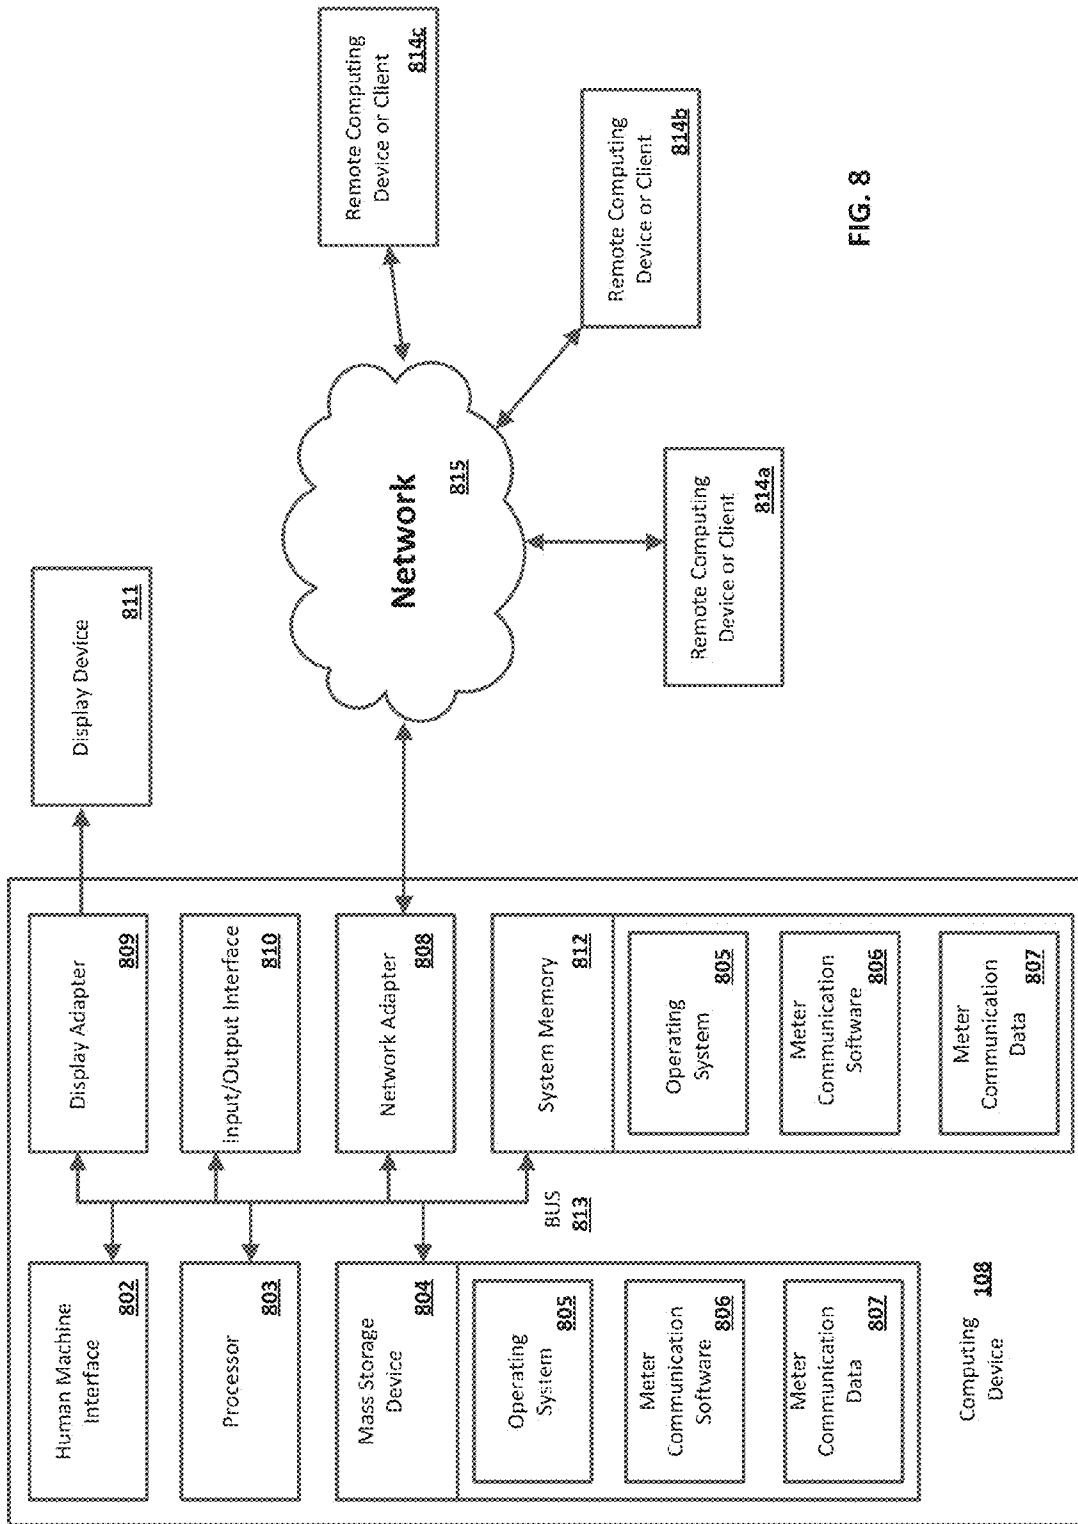 Human Machine
Interface
802
Processor
803
Mass Storage
Device
804
Operating
System
805
Meter
Communication
Software
806
Meter
Communication
Data
807
Computing
Device
108
BUS
813
Display Adapter
809
Input/Output Interface
810
Network Adapter
808
System Memory
812
Operating
System
805
Meter
Communication
Software
806
Meter
Communication
Data
807
Display Device
811
Network
815
Remote Computing
Device or Client
814a
Remote Computing
Device or Client
814b
Remote Computing
Device or Client
814c
FIG. 8